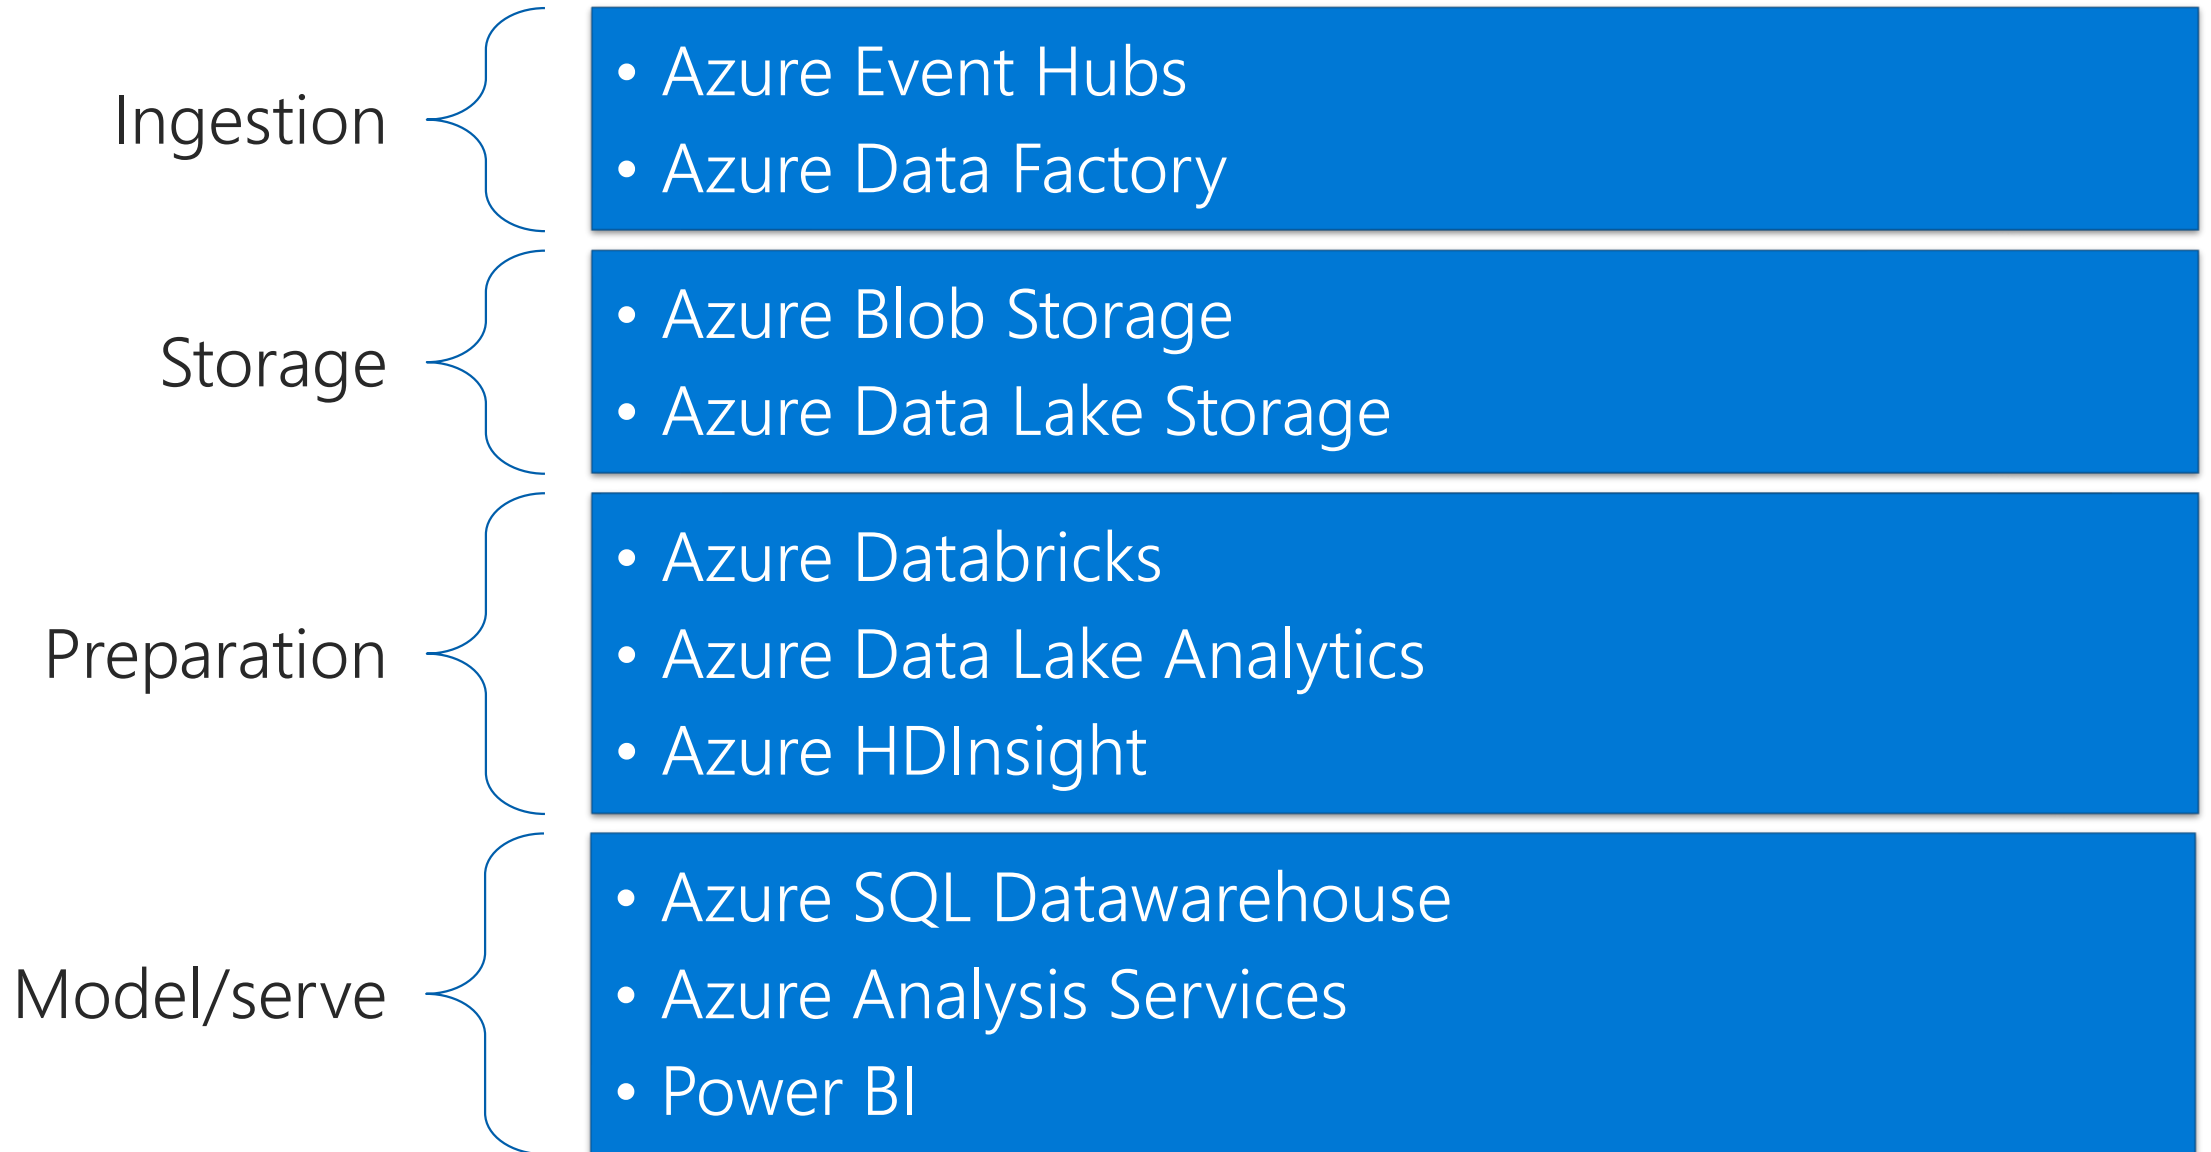 Ingestion
• Azure Event Hubs
• Azure Data Factory
Storage
• Azure Blob Storage
• Azure Data Lake Storage
Preparation
• Azure Databricks
• Azure Data Lake Analytics
• Azure HDInsight
Model/serve
• Azure SQL Datawarehouse
• Azure Analysis Services
• Power BI